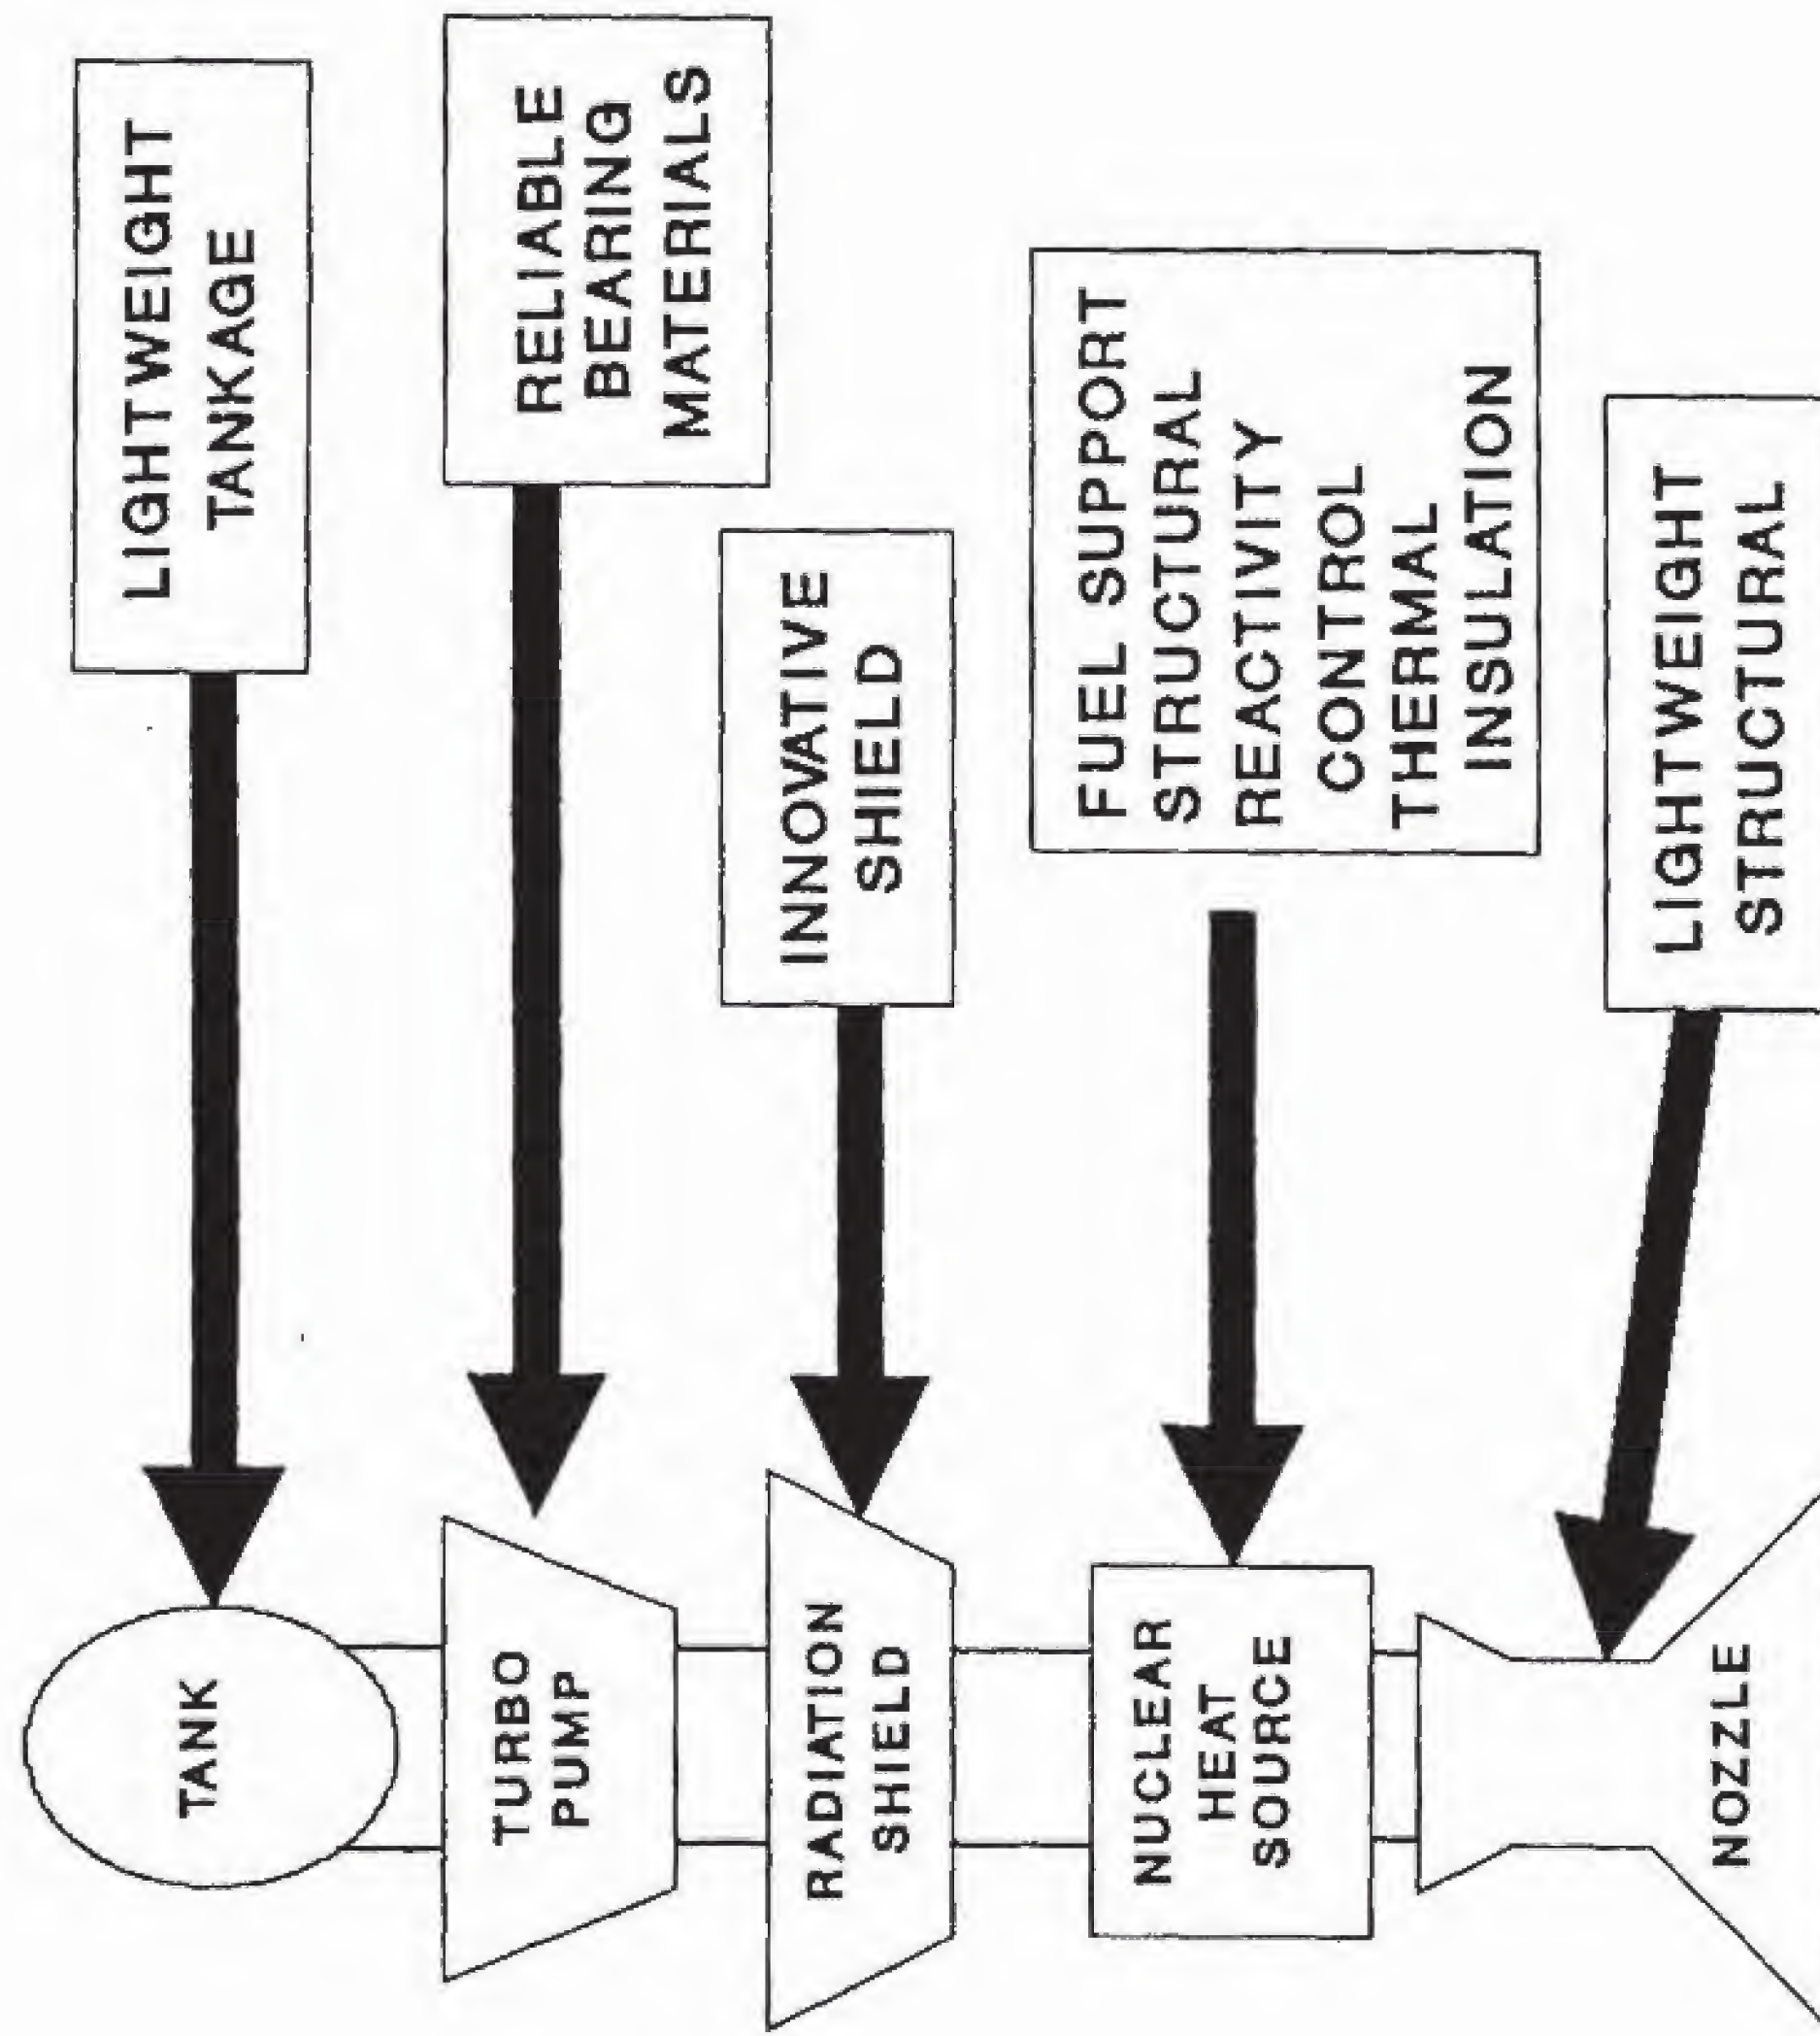 LIGHTWEIGHT
TANKAGE
RELIABLE
BEARING
MATERIALS
INNOVATIVE
SHIELD
FUEL SUPPORT
STRUCTURAL
REACTIVITY
CONTROL
THERMAL
INSULATION
LIGHTWEIGHT
STRUCTURAL
TANK
TURBO
PUMP
RADIATION
SHIELD
NUCLEAR
HEAT
SOURCE
NOZZLE